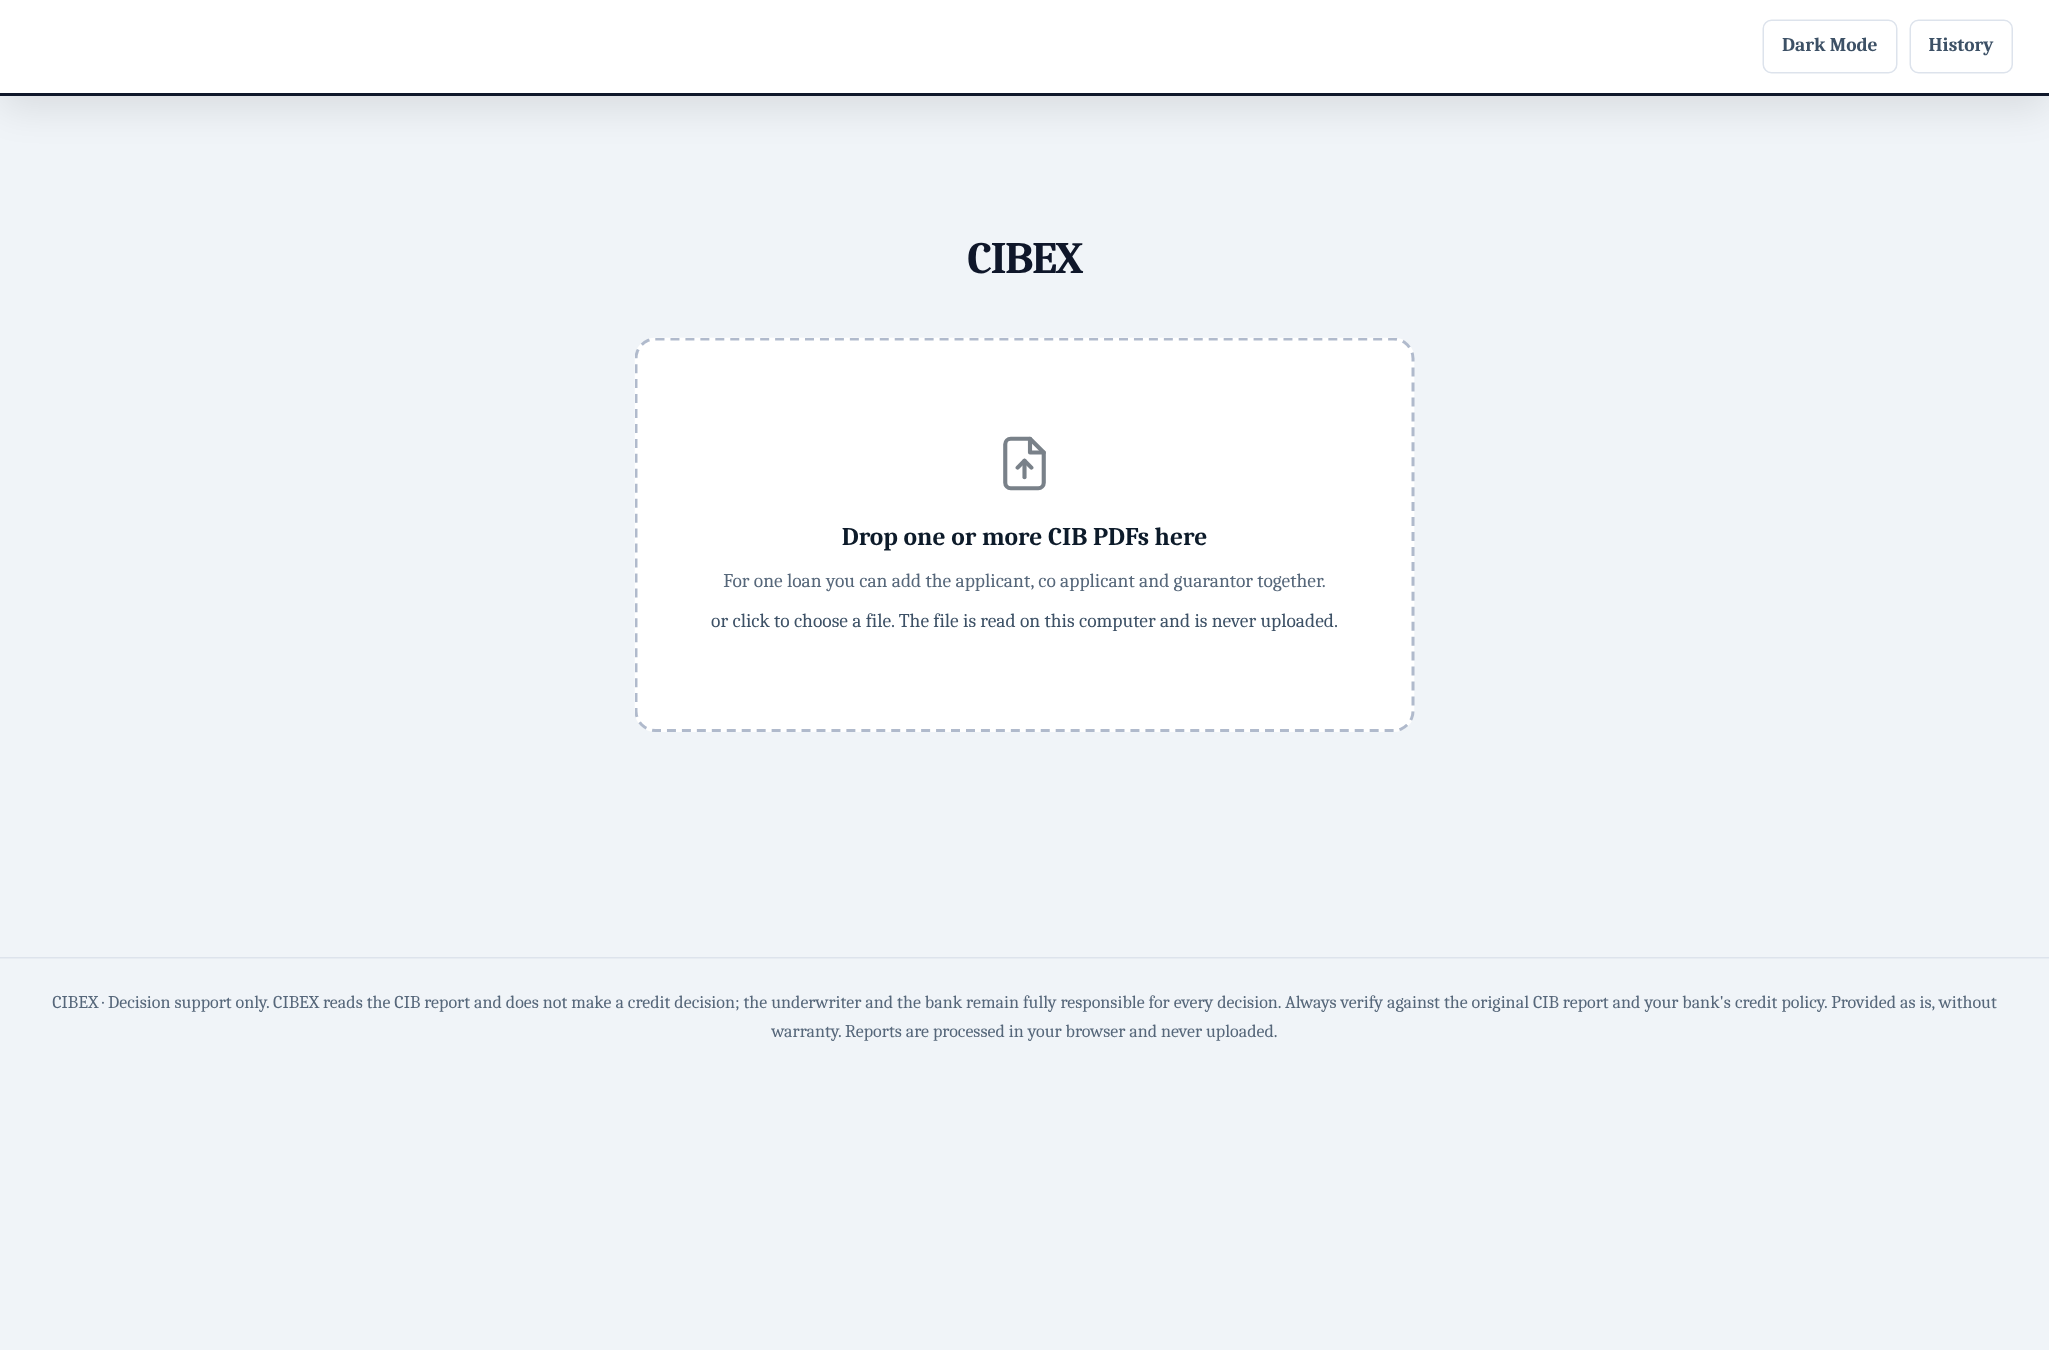 Dark Mode
History
CIBEX
Drop one or more CIB PDFs here
For one loan you can add the applicant, co applicant and guarantor together.
or click to choose a file. The file is read on this computer and is never uploaded.
CIBEX · Decision support only. CIBEX reads the CIB report and does not make a credit decision; the underwriter and the bank remain fully responsible for every decision. Always verify against the original CIB report and your bank's credit policy. Provided as is, without
warranty. Reports are processed in your browser and never uploaded.